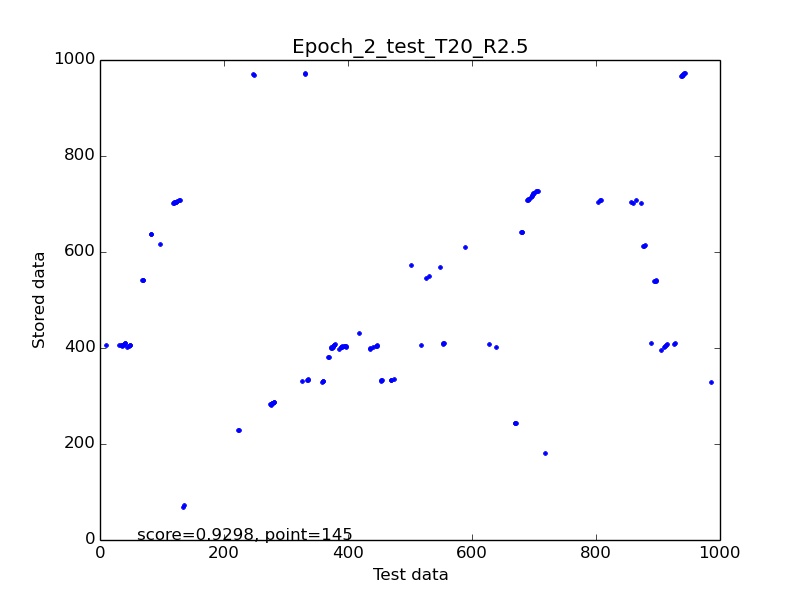 Epoch_2_test_T20_R2.5
1000
800
600
400
200
0
Stored data
score=0.9298, point=145
0 200 400 600 800 1000
Test data